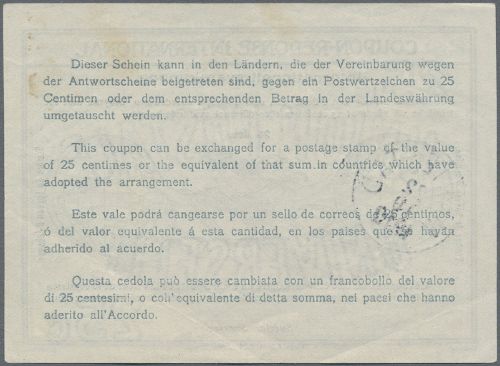 Dieser Schein kann in den Ländern, die der Vereinbarung wegen
der Antwortscheine beigetreten sind, gegen ein Postwertzeichen zu 25
Centimen oder dem entsprechenden Betrag in der Landeswährung
umgetauscht werden.
This coupon can be exchanged for a postage stamp of the value
of 25 centimes or the equivalent of that sum in countries which have
adopted the arrangement.
Este vale podrá cangearse por un sello de correos de 25 centimos,
ó del valor equivalente á esta cantidad, en los paises que se hayan
adherido al acuerdo.
Questa cedola può essere cambiata con un francobollo del valore
di 25 centesimi, o coll'equivalente di detta somma, nei paesi che hanno
aderito all'Accordo.